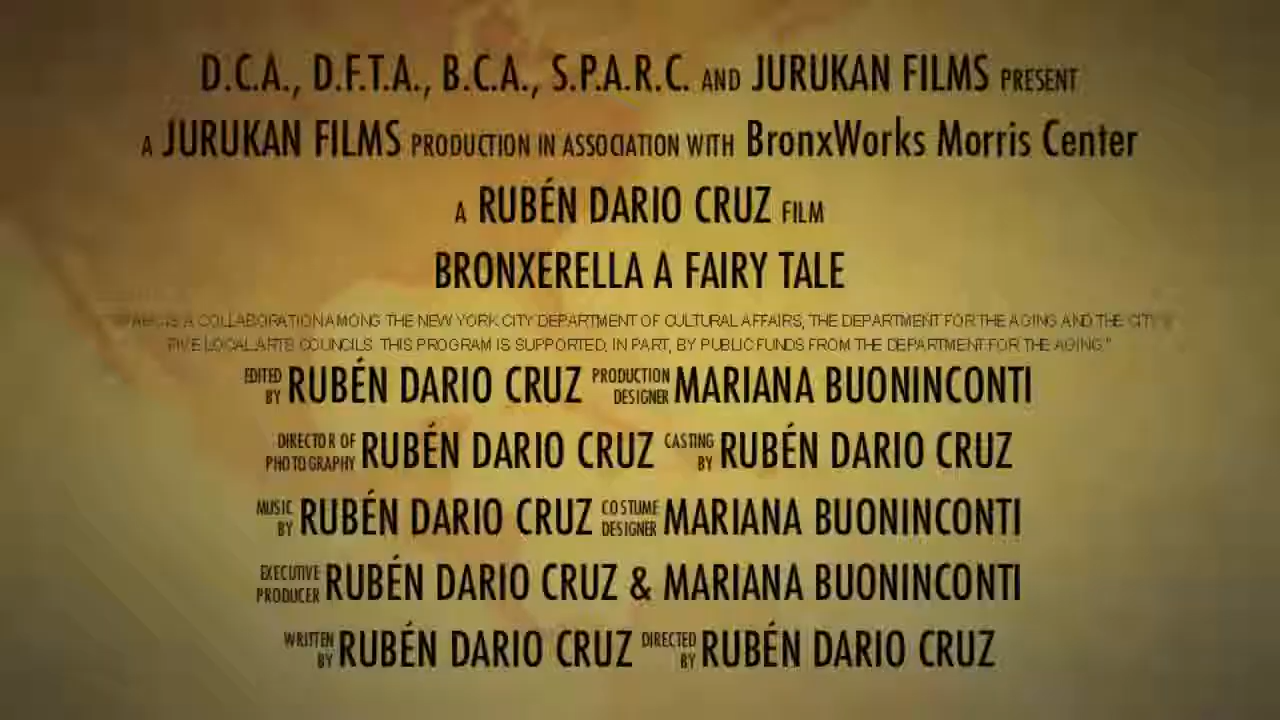 D.C.A., D.F.T.A., B.C.A., S.P.A.R.C. AND JURUKAN FILMS PRESENT
A JURUKAN FILMS PRODUCTION IN ASSOCIATION WITH BronxWorks Morris Center
A RUBÉN DARIO CRUZ FILM
BRONXERELLA A FAIRY TALE
IS A COLLABORATION AMONG THE NEW YORK CITY DEPARTMENT OF CULTURAL AFFAIRS, THE DEPARTMENT FOR THE AGING AND THE CITY'S
FIVE LOCAL ARTS COUNCILS. THIS PROGRAM IS SUPPORTED, IN PART, BY PUBLIC FUNDS FROM THE DEPARTMENT FOR THE AGING."
EDITED BY RUBÉN DARIO CRUZ PRODUCTION DESIGNER MARIANA BUONINCONTI
DIRECTOR OF PHOTOGRAPHY RUBÉN DARIO CRUZ CASTING BY RUBÉN DARIO CRUZ
MUSIC BY RUBÉN DARIO CRUZ COSTUME DESIGNER MARIANA BUONINCONTI
EXECUTIVE PRODUCER RUBÉN DARIO CRUZ & MARIANA BUONINCONTI
WRITTEN BY RUBÉN DARIO CRUZ DIRECTED BY RUBÉN DARIO CRUZ